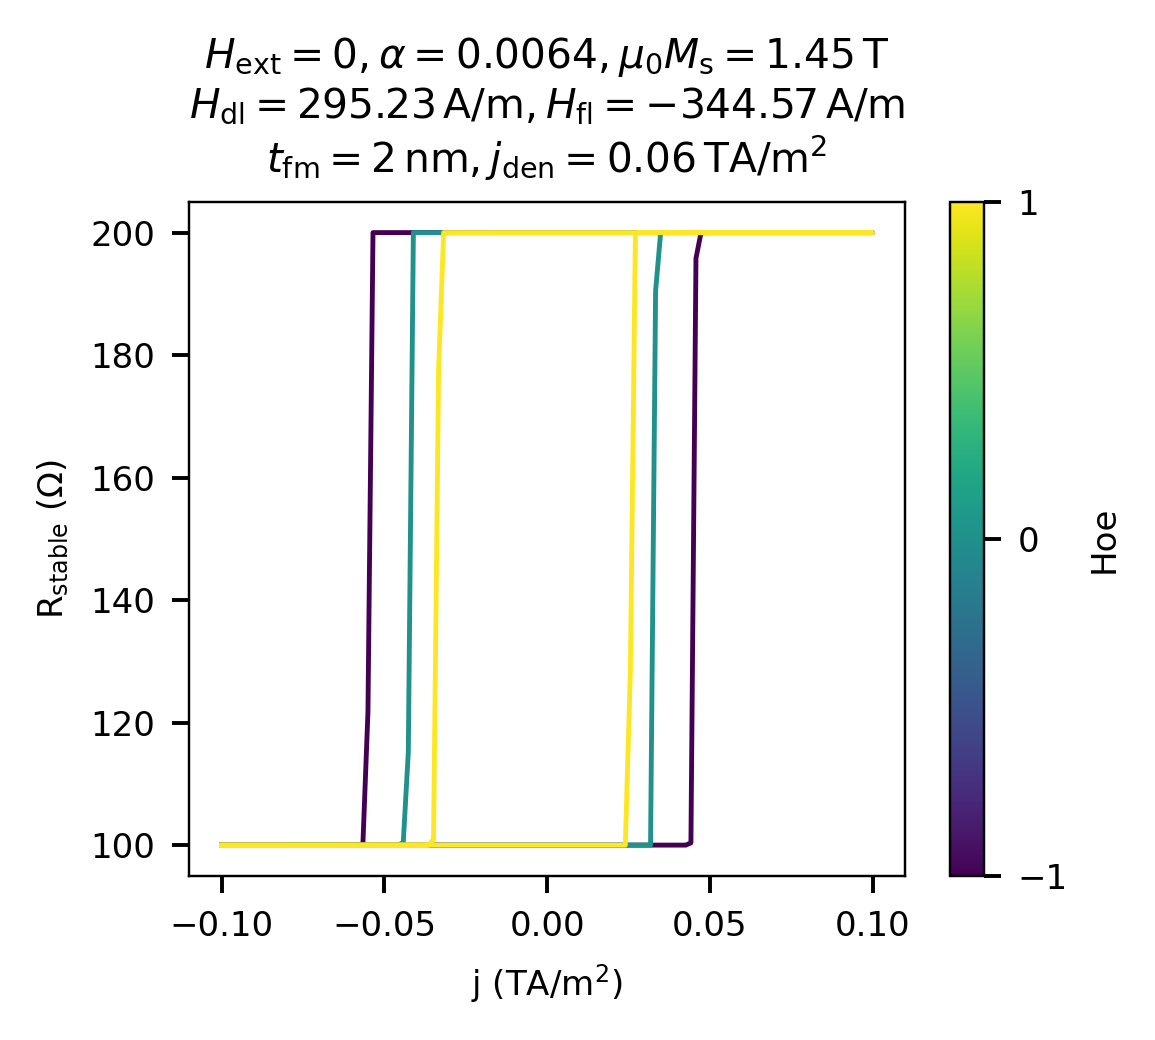 H_ext = 0, α = 0.0064, μ₀M_s = 1.45 T
H_dl = 295.23 A/m, H_fl = −344.57 A/m
t_fm = 2 nm, j_den = 0.06 TA/m²
200
180
160
140
120
100
R_stable (Ω)
−0.10
−0.05
0.00
0.05
0.10
j (TA/m²)
1
0
−1
Hoe